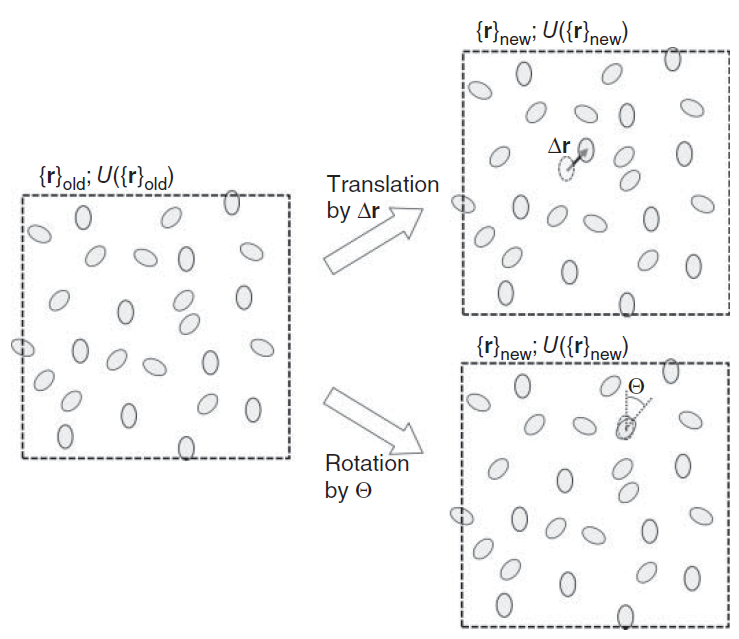 {r}new; U({r}new)
{r}old; U({r}old)
Δr
Translation
by Δr
{r}new; U({r}new)
Θ
Rotation
by Θ